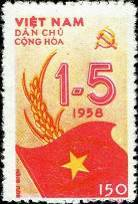 VIỆT NAM
DÂN CHỦ
CỘNG HÒA
1-5
1958
150